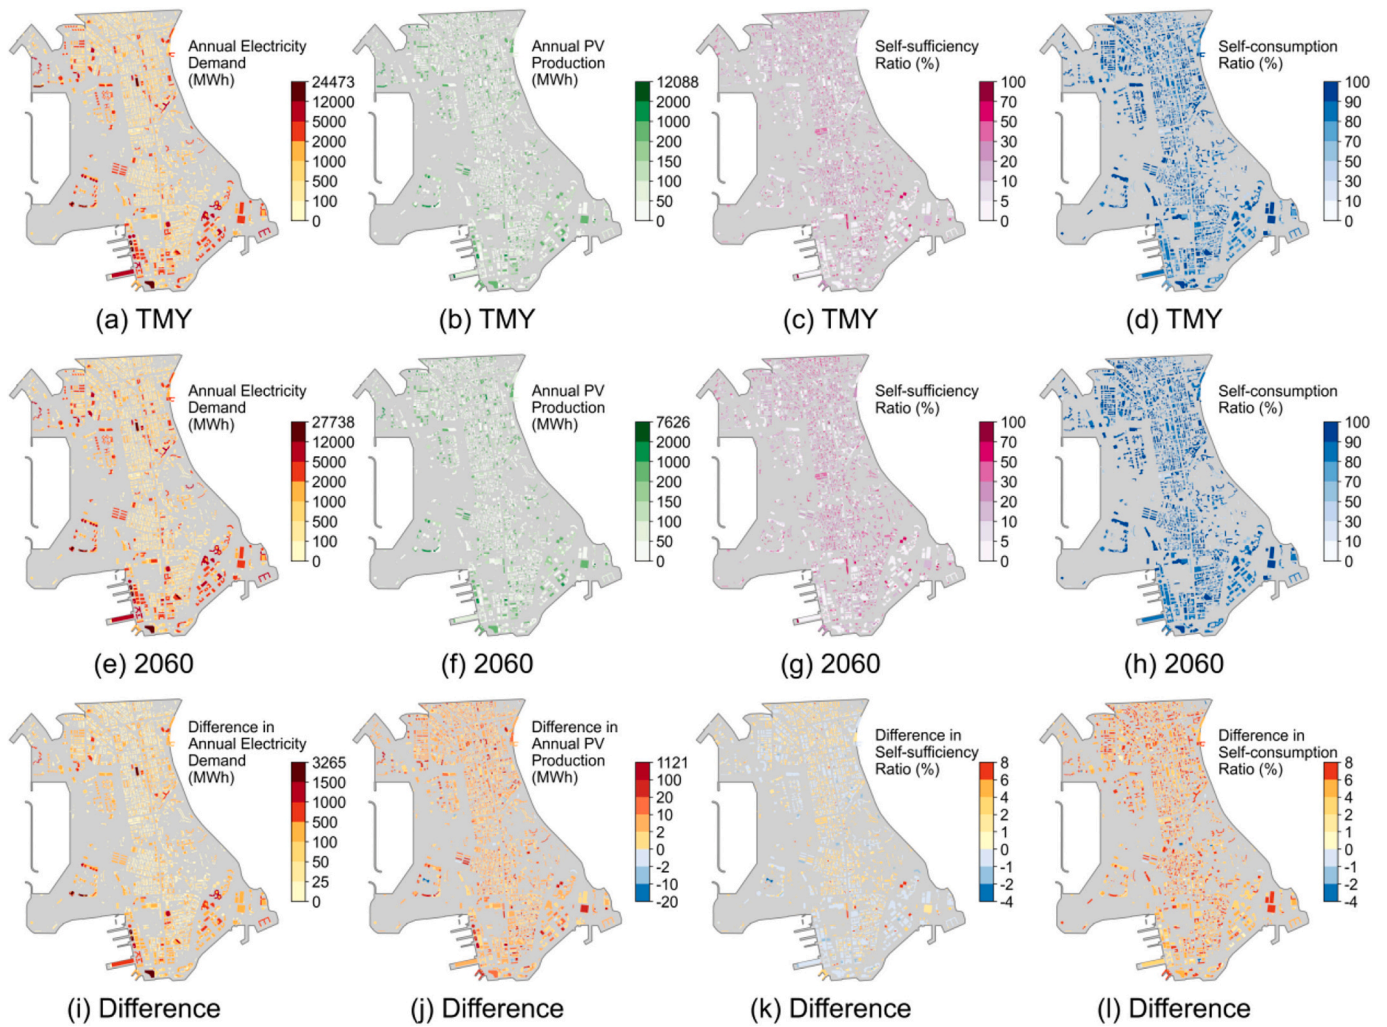 Annual Electricity
Demand
(MWh)
24473
12000
5000
2000
1000
500
100
0
(a) TMY
Annual PV
Production
(MWh)
12088
2000
1000
200
150
100
50
0
(b) TMY
Self-sufficiency
Ratio (%)
100
70
50
30
20
10
5
0
(c) TMY
Self-consumption
Ratio (%)
100
90
80
70
50
30
10
0
(d) TMY
Annual Electricity
Demand
(MWh)
27738
12000
5000
2000
1000
500
100
0
(e) 2060
Annual PV
Production
(MWh)
7626
2000
1000
200
150
100
50
0
(f) 2060
Self-sufficiency
Ratio (%)
100
70
50
30
20
10
5
0
(g) 2060
Self-consumption
Ratio (%)
100
90
80
70
50
30
10
0
(h) 2060
Difference in
Annual Electricity
Demand
(MWh)
3265
1500
1000
500
100
50
25
0
(i) Difference
Difference in
Annual PV
Production
(MWh)
1121
100
20
10
2
-2
-10
-20
(j) Difference
Difference in
Self-sufficiency
Ratio (%)
8
6
4
2
1
0
-1
-2
-4
(k) Difference
Difference in
Self-consumption
Ratio (%)
8
6
4
2
1
0
-1
-2
-4
(l) Difference